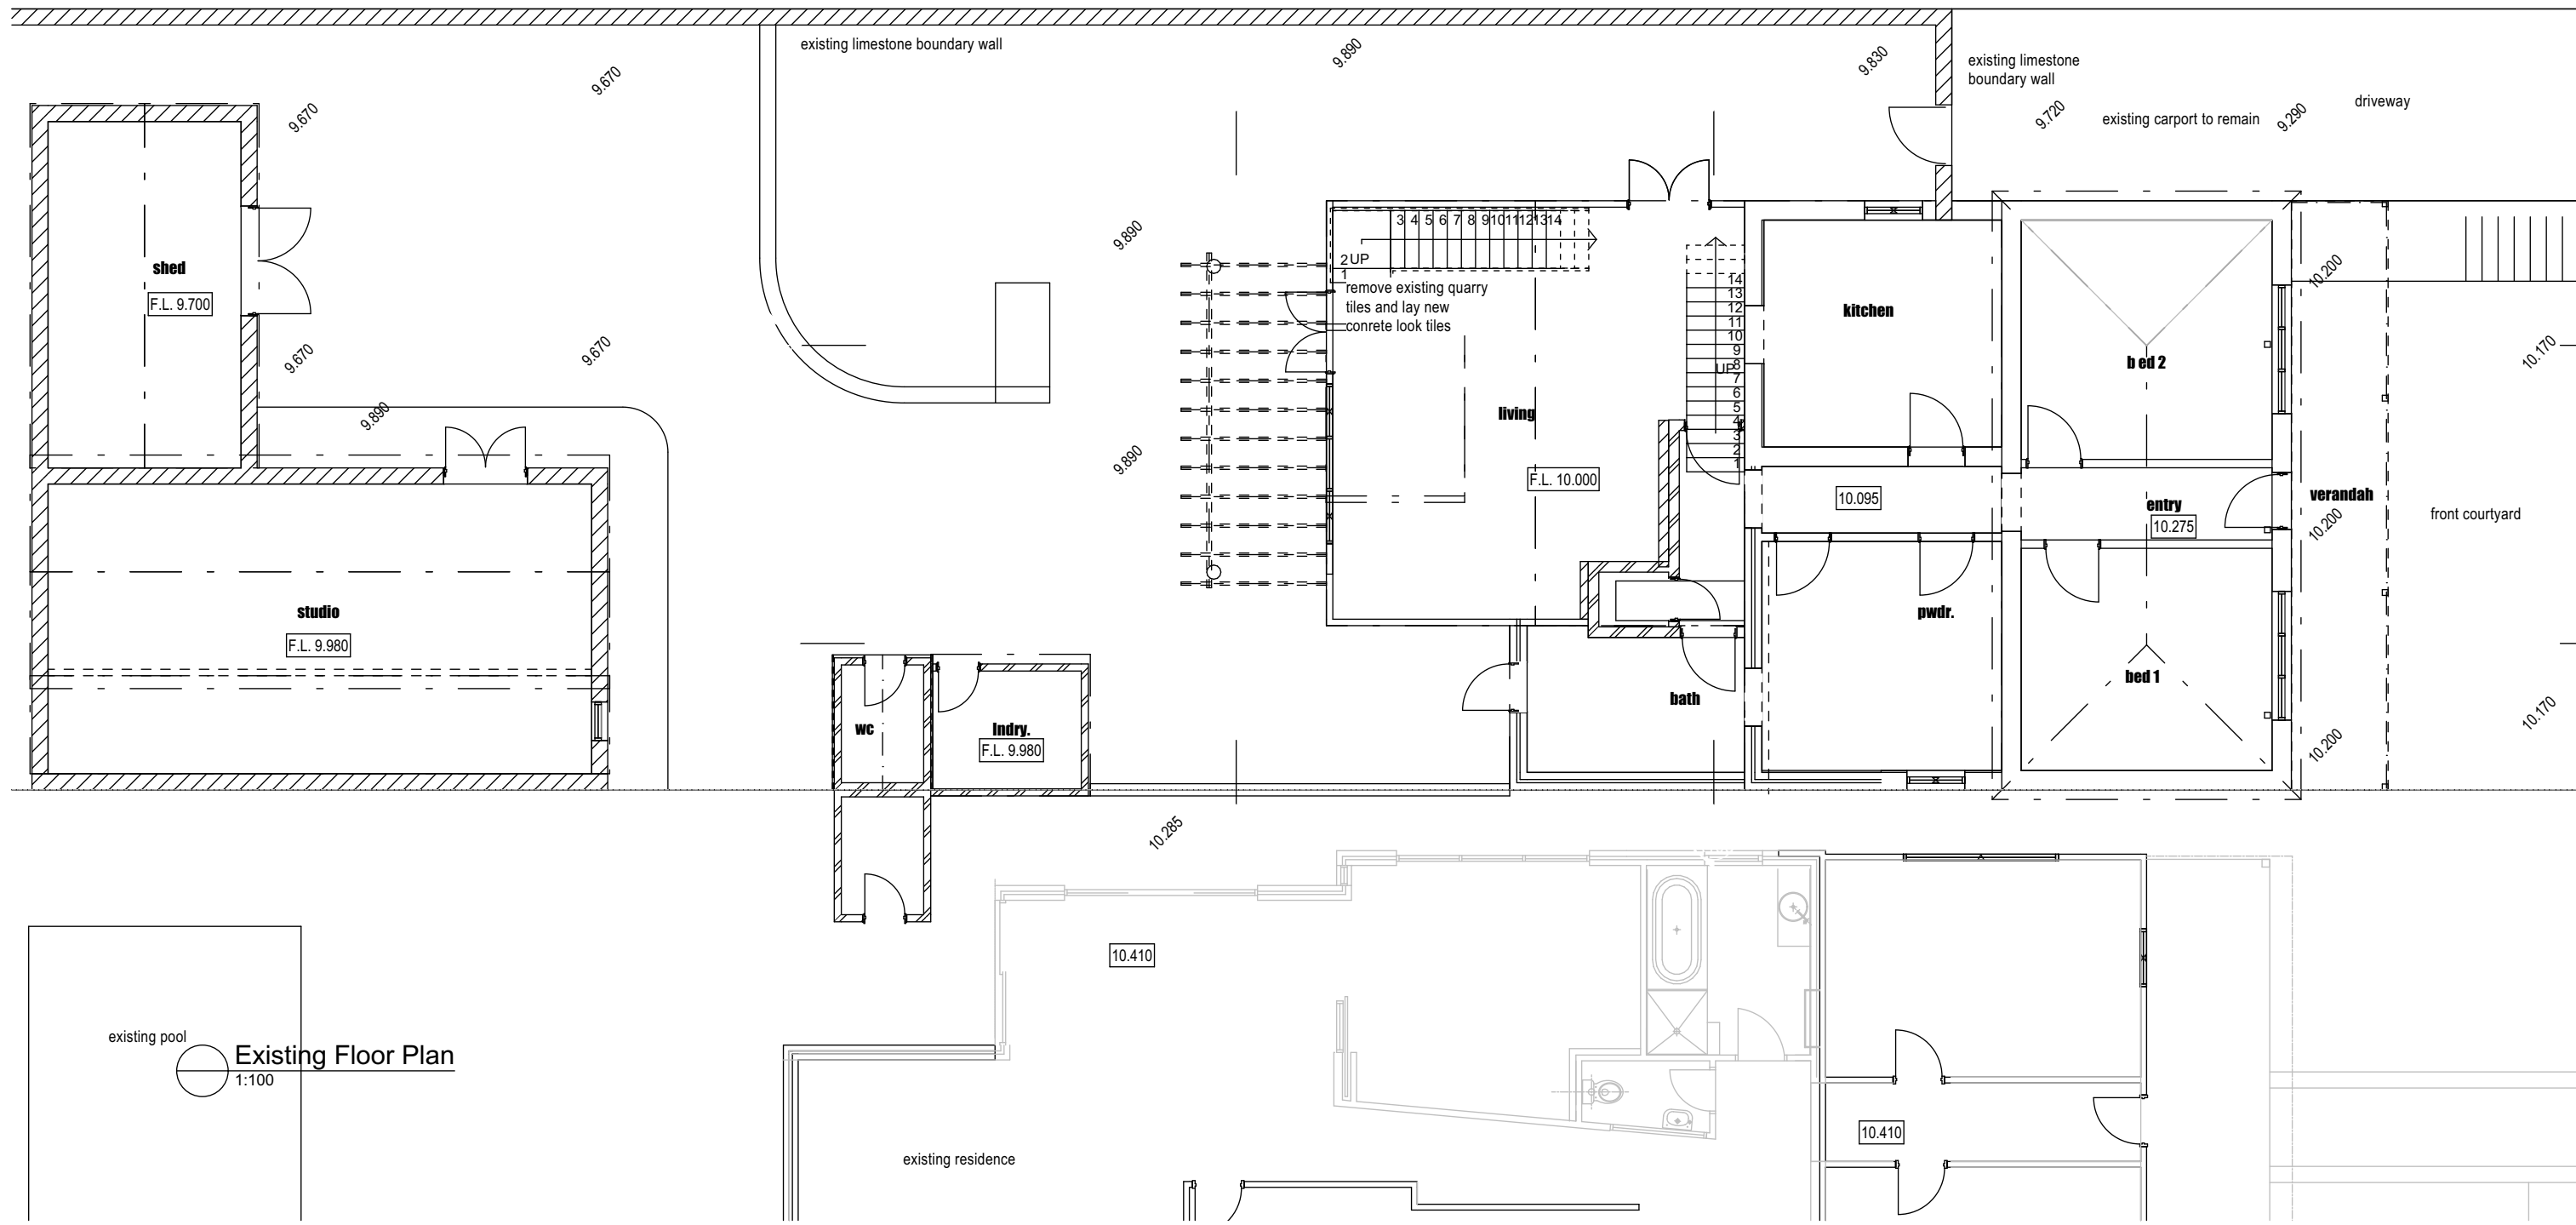 existing limestone boundary wall
9.890
9.830
existing limestone
boundary wall
9.720
existing carport to remain
9.290
driveway
9.670
9.670
shed
F.L. 9.700
9.670
9.670
9.890
9.890
9.890
3 4 5 6 7 8 9 10 11 12 13 14
2 UP
1
remove existing quarry
tiles and lay new
conrete look tiles
living
F.L. 10.000
14
13
12
11
10
9
UP 8
7
6
5
4
3
2
1
kitchen
b ed 2
10.200
10.170
10.095
entry
10.275
verandah
10.200
front courtyard
studio
F.L. 9.980
wc
lndry.
F.L. 9.980
bath
pwdr.
bed 1
10.200
10.170
10.285
10.410
existing pool
Existing Floor Plan
1:100
10.410
existing residence